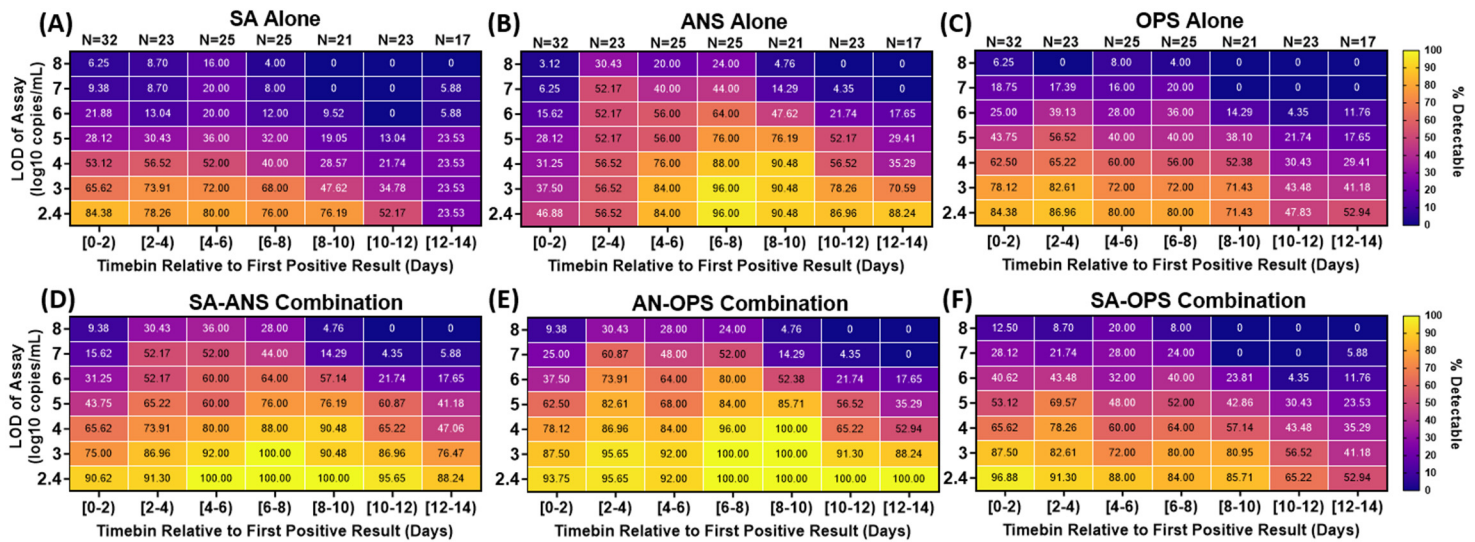 (A) SA Alone
N=32 N=23 N=25 N=25 N=21 N=23 N=17
LOD of Assay
(log10 copies/mL)
8 6.25 8.70 16.00 4.00 0 0 0
7 9.38 8.70 20.00 8.00 0 0 5.88
6 21.88 13.04 20.00 12.00 9.52 0 5.88
5 28.12 30.43 36.00 32.00 19.05 13.04 23.53
4 53.12 56.52 52.00 40.00 28.57 21.74 23.53
3 65.62 73.91 72.00 68.00 47.62 34.78 23.53
2.4 84.38 78.26 80.00 76.00 76.19 52.17 23.53
[0-2) [2-4) [4-6) [6-8) [8-10) [10-12) [12-14)
Timebin Relative to First Positive Result (Days)
(B) ANS Alone
N=32 N=23 N=25 N=25 N=21 N=23 N=17
8 3.12 30.43 20.00 24.00 4.76 0 0
7 6.25 52.17 40.00 44.00 14.29 4.35 0
6 15.62 52.17 56.00 64.00 47.62 21.74 17.65
5 28.12 52.17 56.00 76.00 76.19 52.17 29.41
4 31.25 56.52 76.00 88.00 90.48 56.52 35.29
3 37.50 56.52 84.00 96.00 90.48 78.26 70.59
2.4 46.88 56.52 84.00 96.00 90.48 86.96 88.24
[0-2) [2-4) [4-6) [6-8) [8-10) [10-12) [12-14)
Timebin Relative to First Positive Result (Days)
(C) OPS Alone
N=32 N=23 N=25 N=25 N=21 N=23 N=17
8 6.25 0 8.00 4.00 0 0 0
7 18.75 17.39 16.00 20.00 0 0 0
6 25.00 39.13 28.00 36.00 14.29 4.35 11.76
5 43.75 56.52 40.00 40.00 38.10 21.74 17.65
4 62.50 65.22 60.00 56.00 52.38 30.43 29.41
3 78.12 82.61 72.00 72.00 71.43 43.48 41.18
2.4 84.38 86.96 80.00 80.00 71.43 47.83 52.94
[0-2) [2-4) [4-6) [6-8) [8-10) [10-12) [12-14)
Timebin Relative to First Positive Result (Days)
100
90
80
70
60
50
40
30
20
10
0
% Detectable
(D) SA-ANS Combination
LOD of Assay
(log10 copies/mL)
8 9.38 30.43 36.00 28.00 4.76 0 0
7 15.62 52.17 52.00 44.00 14.29 4.35 5.88
6 31.25 52.17 60.00 64.00 57.14 21.74 17.65
5 43.75 65.22 60.00 76.00 76.19 60.87 41.18
4 65.62 73.91 80.00 88.00 90.48 65.22 47.06
3 75.00 86.96 92.00 100.00 90.48 86.96 76.47
2.4 90.62 91.30 100.00 100.00 100.00 95.65 88.24
[0-2) [2-4) [4-6) [6-8) [8-10) [10-12) [12-14)
Timebin Relative to First Positive Result (Days)
(E) AN-OPS Combination
8 9.38 30.43 28.00 24.00 4.76 0 0
7 25.00 60.87 48.00 52.00 14.29 4.35 0
6 37.50 73.91 64.00 80.00 52.38 21.74 17.65
5 62.50 82.61 68.00 84.00 85.71 56.52 35.29
4 78.12 86.96 84.00 96.00 100.00 65.22 52.94
3 87.50 95.65 92.00 100.00 100.00 91.30 88.24
2.4 93.75 95.65 92.00 100.00 100.00 100.00 100.00
[0-2) [2-4) [4-6) [6-8) [8-10) [10-12) [12-14)
Timebin Relative to First Positive Result (Days)
(F) SA-OPS Combination
8 12.50 8.70 20.00 8.00 0 0 0
7 28.12 21.74 28.00 24.00 0 0 5.88
6 40.62 43.48 32.00 40.00 23.81 4.35 11.76
5 53.12 69.57 48.00 52.00 42.86 30.43 23.53
4 65.62 78.26 60.00 64.00 57.14 43.48 35.29
3 87.50 82.61 72.00 80.00 80.95 56.52 41.18
2.4 96.88 91.30 88.00 84.00 85.71 65.22 52.94
[0-2) [2-4) [4-6) [6-8) [8-10) [10-12) [12-14)
Timebin Relative to First Positive Result (Days)
100
90
80
70
60
50
40
30
20
10
0
% Detectable